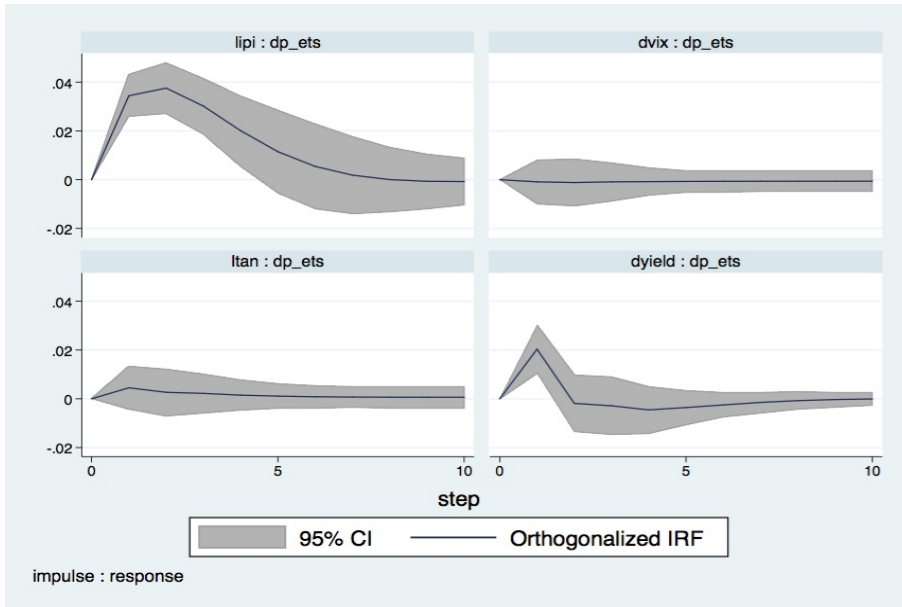 lipi : dp_ets
dvix : dp_ets
.04
.02
0
-.02
ltan : dp_ets
dyield : dp_ets
.04
.02
0
-.02
0 5 10 0 5 10
step
95% CI Orthogonalized IRF
impulse : response